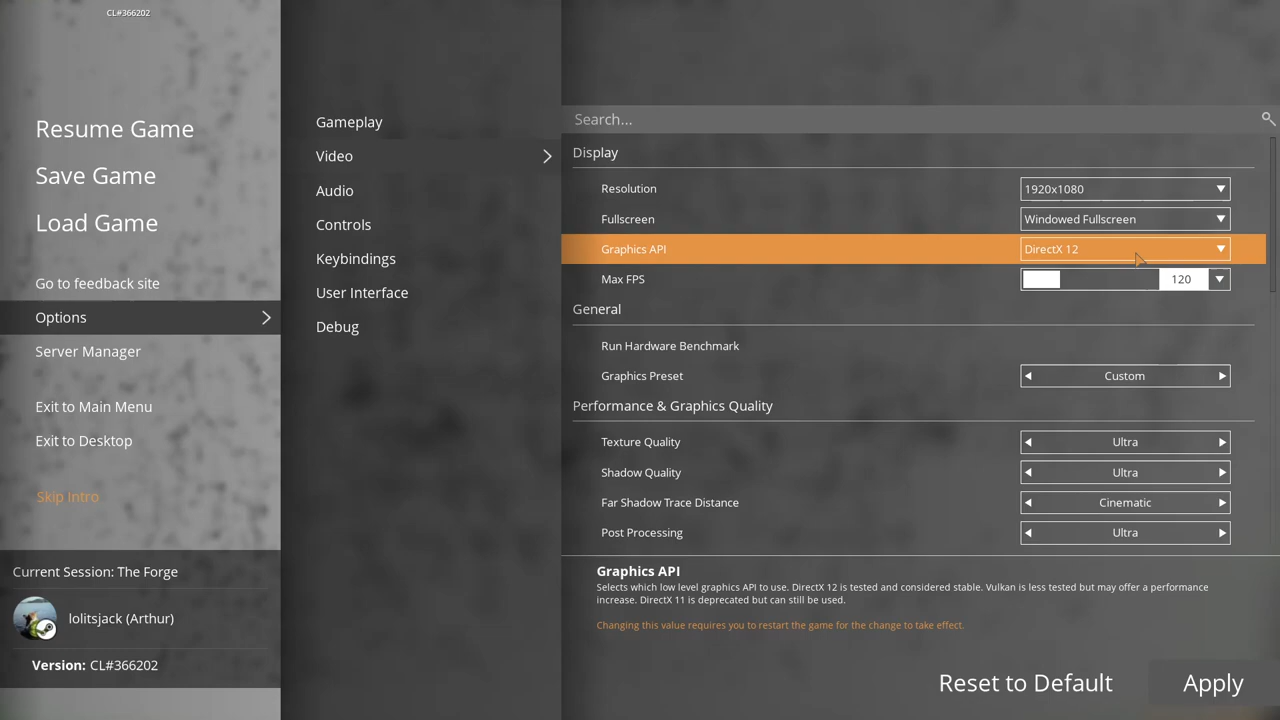 CL#366202
Resume Game
Save Game
Load Game
Go to feedback site
Options
Server Manager
Exit to Main Menu
Exit to Desktop
Skip Intro
Current Session: The Forge
lolitsjack (Arthur)
Version: CL#366202
Gameplay
Video
Audio
Controls
Keybindings
User Interface
Debug
Search...
Display
Resolution 1920x1080
Fullscreen Windowed Fullscreen
Graphics API DirectX 12
Max FPS 120
General
Run Hardware Benchmark
Graphics Preset Custom
Performance & Graphics Quality
Texture Quality Ultra
Shadow Quality Ultra
Far Shadow Trace Distance Cinematic
Post Processing Ultra
Graphics API
Selects which low level graphics API to use. DirectX 12 is tested and considered stable. Vulkan is less tested but may offer a performance
increase. DirectX 11 is deprecated but can still be used.
Changing this value requires you to restart the game for the change to take effect.
Reset to Default
Apply